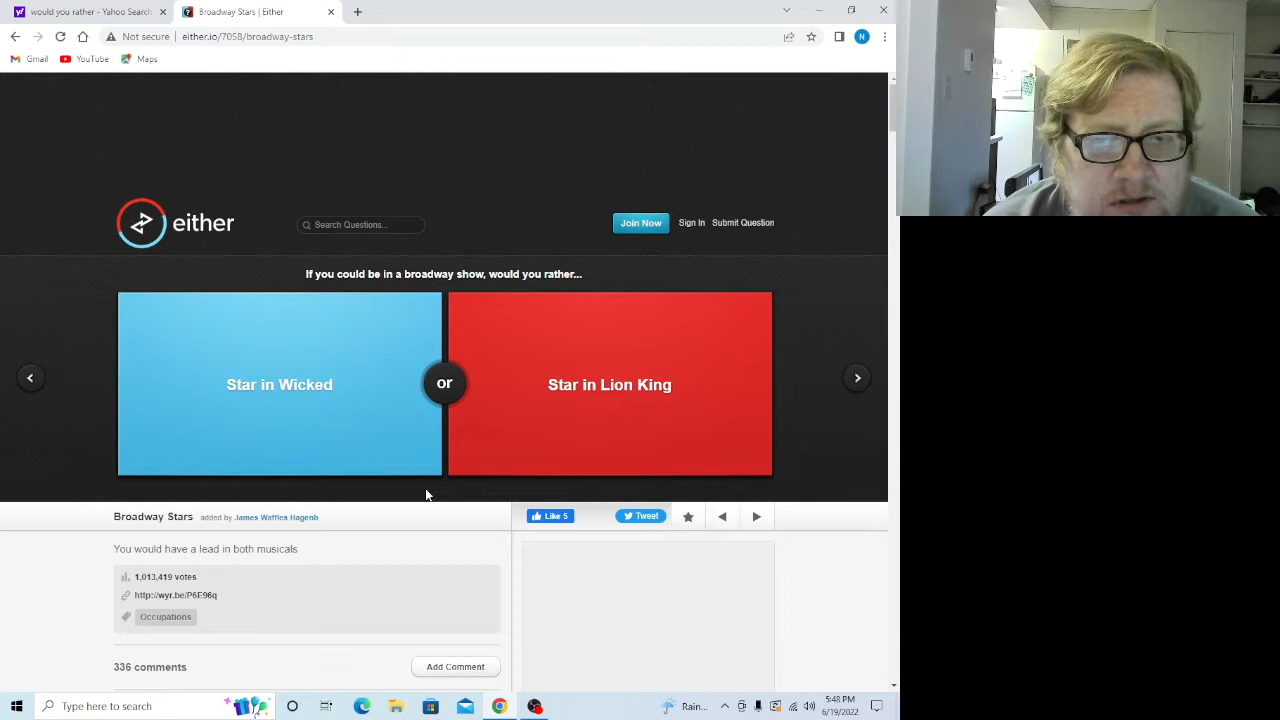 would you rather - Yahoo Search
Broadway Stars | Either
Not secure
either.io/7058/broadway-stars
N
Gmail
YouTube
Maps
either
Search Questions...
Join Now
Sign In
Submit Question
If you could be in a broadway show, would you rather...
Star in Wicked
or
Star in Lion King
Broadway Stars added by James Waffles Hagenb
Like 5
Tweet
You would have a lead in both musicals
1,013,419 votes
http://wyr.be/P6E96q
Occupations
336 comments
Add Comment
Type here to search
Rain...
5:48 PM
6/19/2022